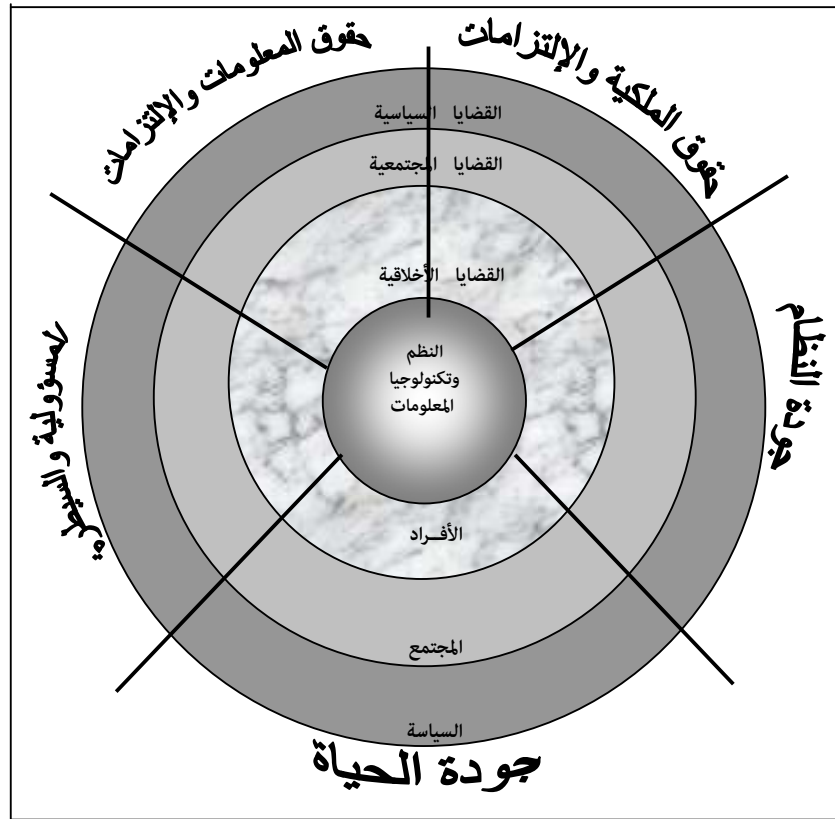 حقوق الملكية والإلتزامات
حقوق المعلومات والإلتزامات
القضايا السياسية
القضايا المجتمعية
القضايا الأخلاقية
جودة النظام
لمسؤولية والسيطرة
النظم
وتكنولوجيا
المعلومات
الأفــراد
المجتمع
السياسة
جودة الحياة